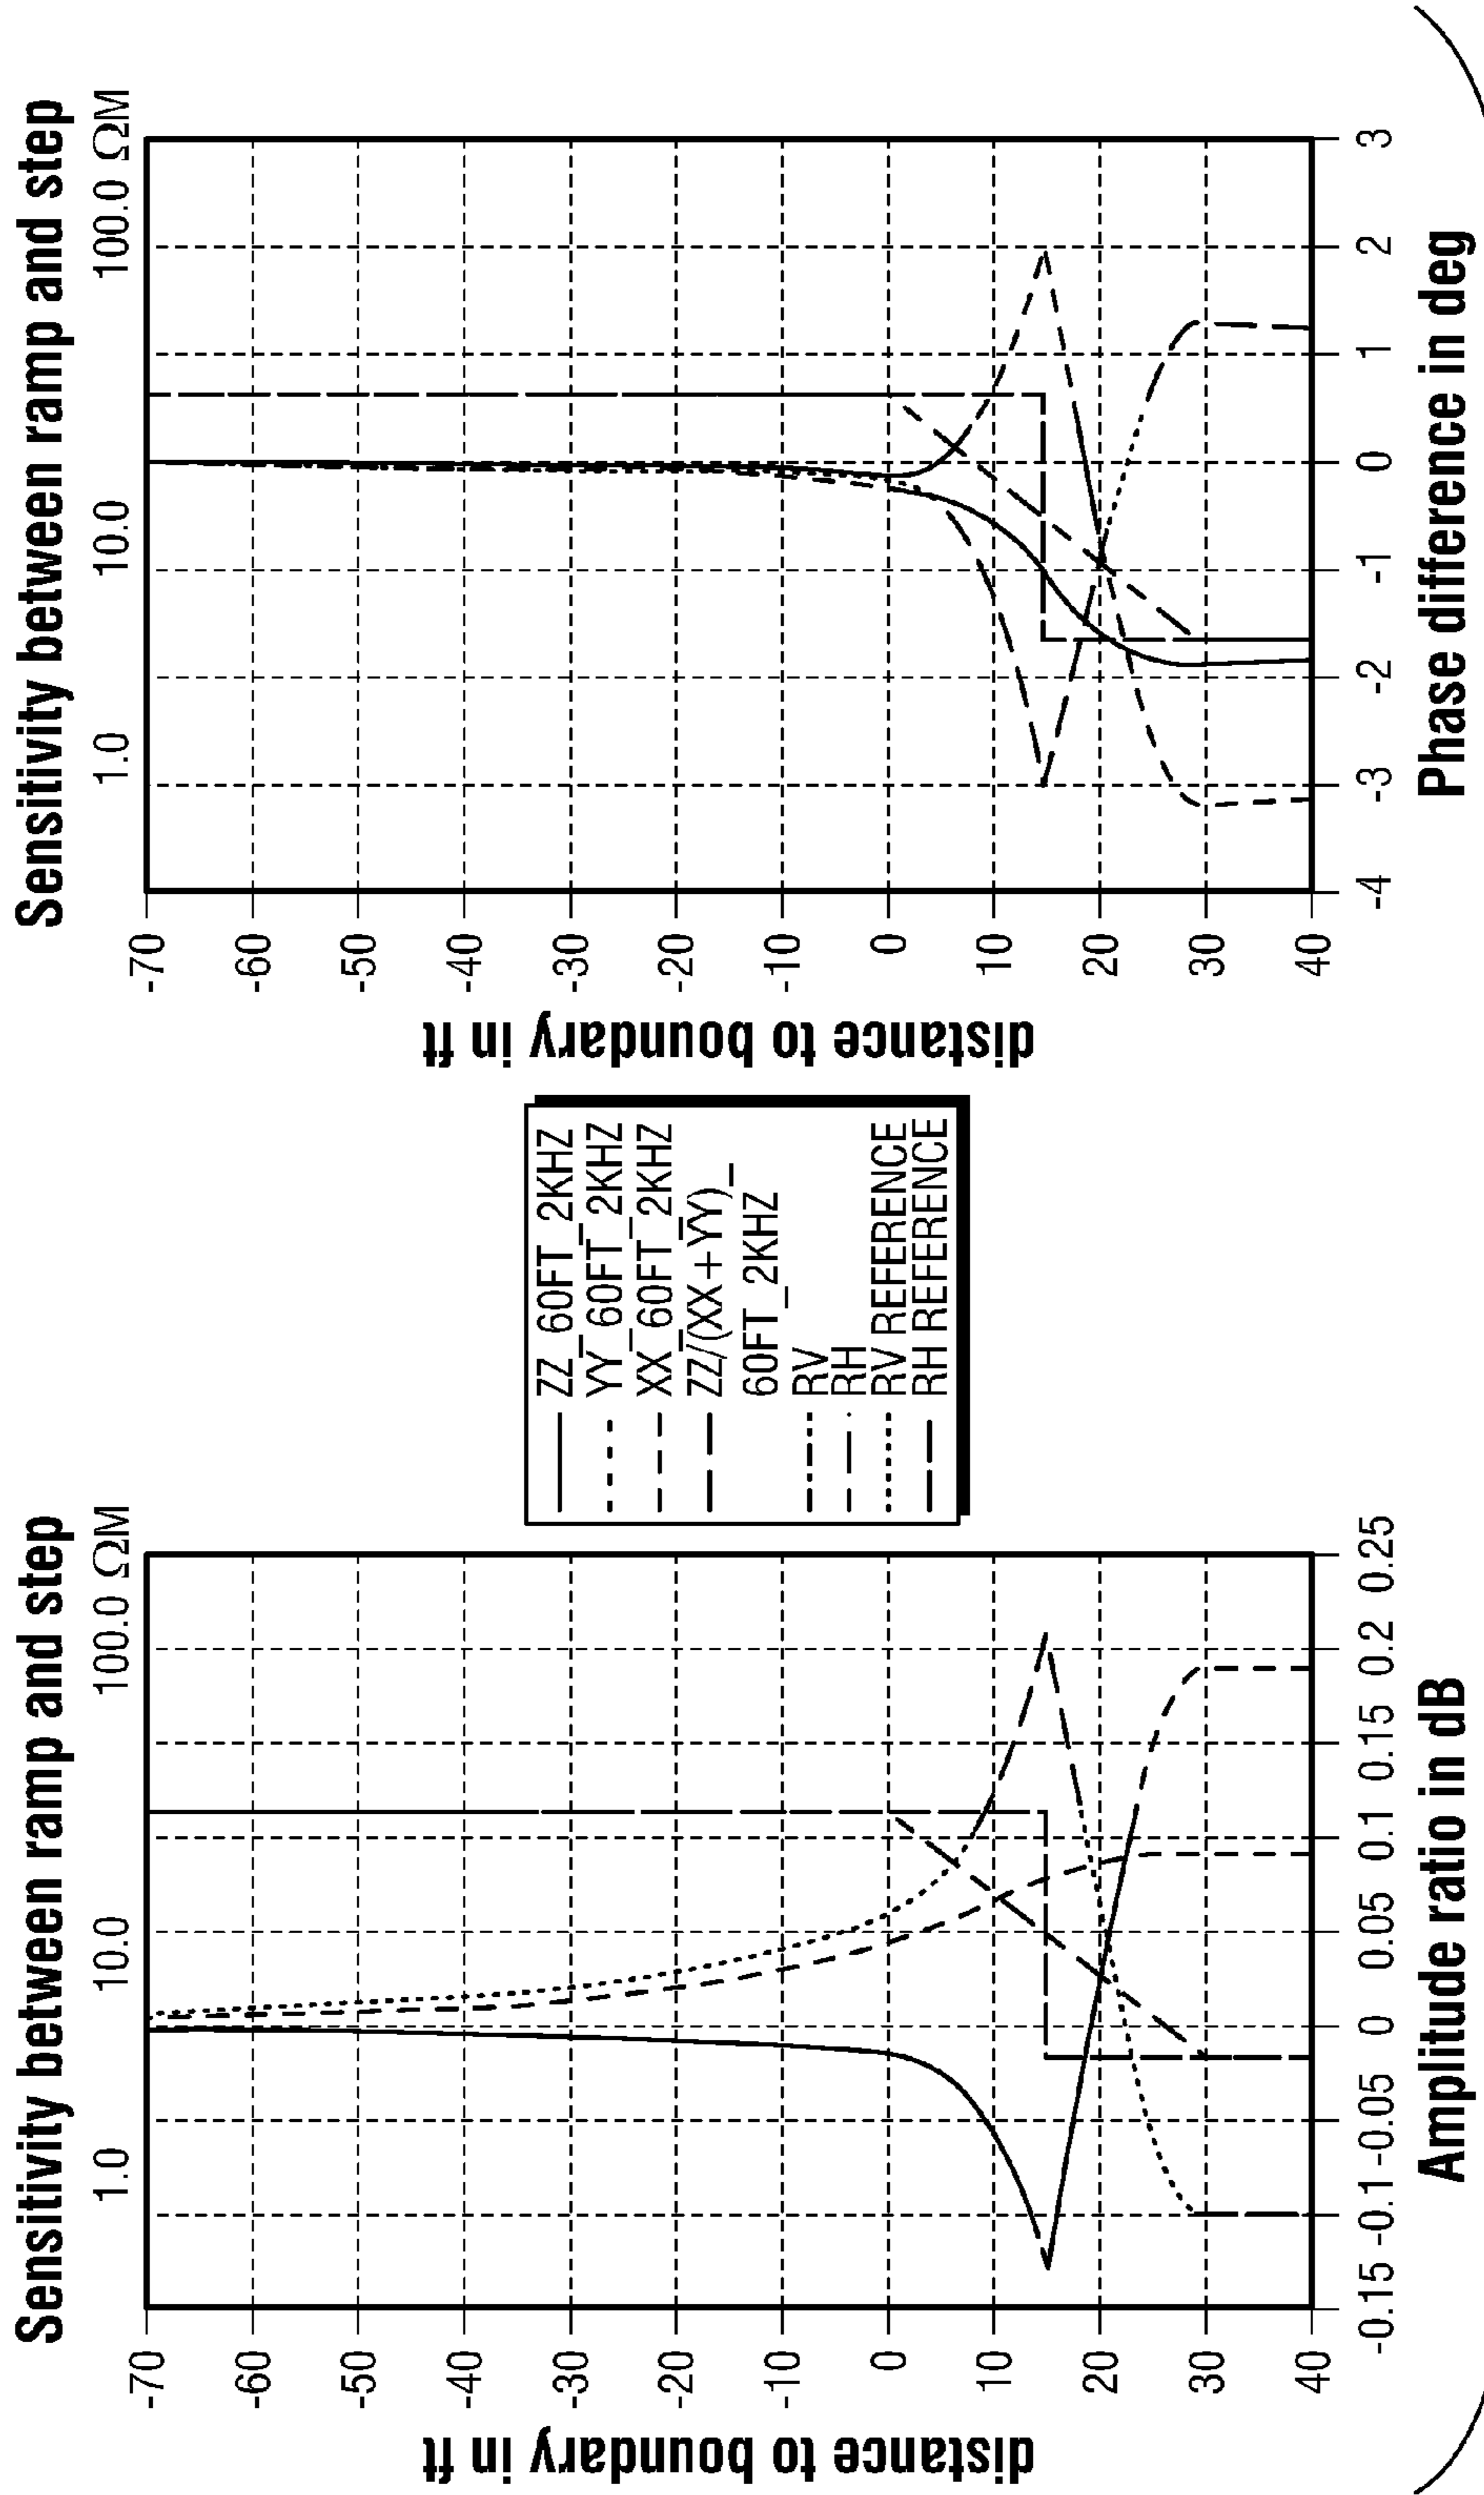 Sensitivity between ramp and step
1.0 10.0 100.0 ΩM
distance to boundary in ft
-70
-60
-50
-40
-30
-20
-10
0
10
20
30
40
-0.15 -0.1 -0.05 0 0.05 0.1 0.15 0.2 0.25
Amplitude ratio in dB
ZZ_60FT_2KHZ
YY_60FT_2KHZ
XX_60FT_2KHZ
ZZ/(XX+YY)_
60FT_2KHZ
RV
RH
RV REFERENCE
RH REFERENCE
Sensitivity between ramp and step
1.0 10.0 100.0 ΩM
distance to boundary in ft
-70
-60
-50
-40
-30
-20
-10
0
10
20
30
40
-4 -3 -2 -1 0 1 2 3
Phase difference in deg